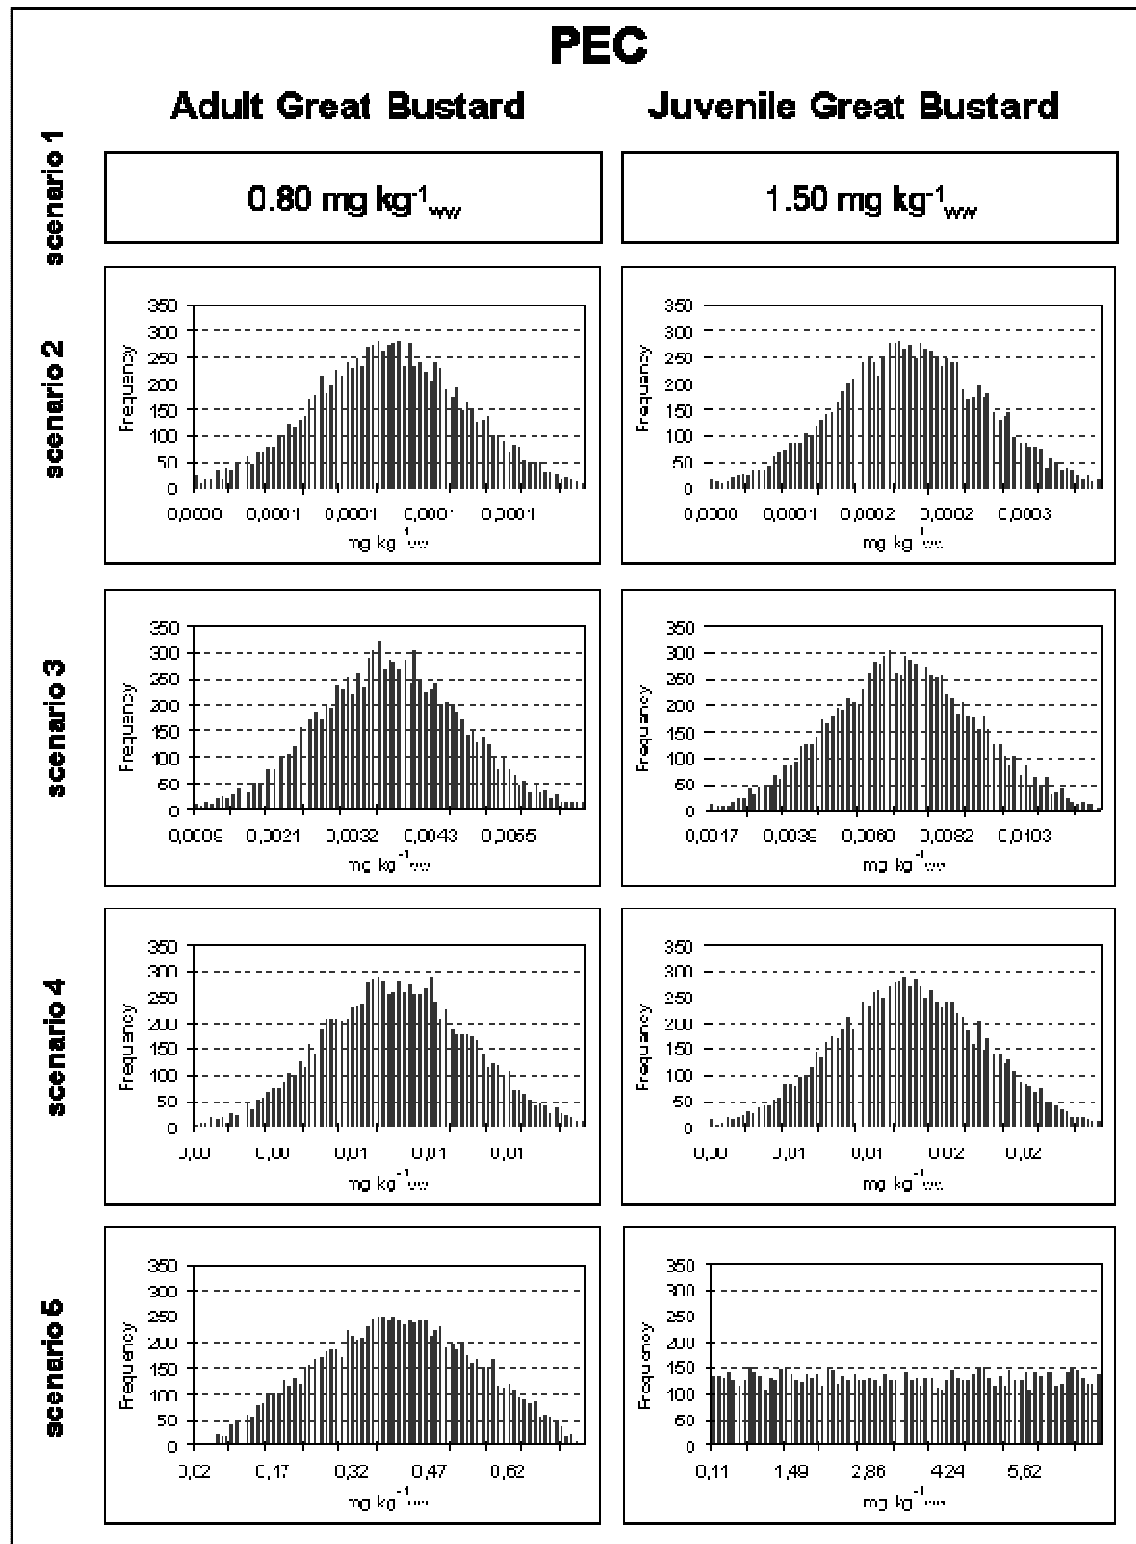 PEC
Adult Great Bustard
Juvenile Great Bustard
scenario 1
0.80 mg kg-1ww
1.50 mg kg-1ww
scenario 2
Frequency
350
300
250
200
150
100
50
0
0,0000 0,0001 0,0001 0,0001 0,0001
mg kg-1ww
Frequency
350
300
250
200
150
100
50
0
0,0000 0,0001 0,0002 0,0002 0,0003
mg kg-1ww
scenario 3
Frequency
350
300
250
200
150
100
50
0
0,0009 0,0021 0,0032 0,0043 0,0055
mg kg-1ww
Frequency
350
300
250
200
150
100
50
0
0,0017 0,0039 0,0060 0,0082 0,0103
mg kg-1ww
scenario 4
Frequency
350
300
250
200
150
100
50
0
0,00 0,00 0,01 0,01 0,01
mg kg-1ww
Frequency
350
300
250
200
150
100
50
0
0,00 0,01 0,01 0,02 0,02
mg kg-1ww
scenario 5
Frequency
350
300
250
200
150
100
50
0
0,02 0,17 0,32 0,47 0,62
mg kg-1ww
Frequency
350
300
250
200
150
100
50
0
0,11 1,49 2,86 4,24 5,62
mg kg-1ww